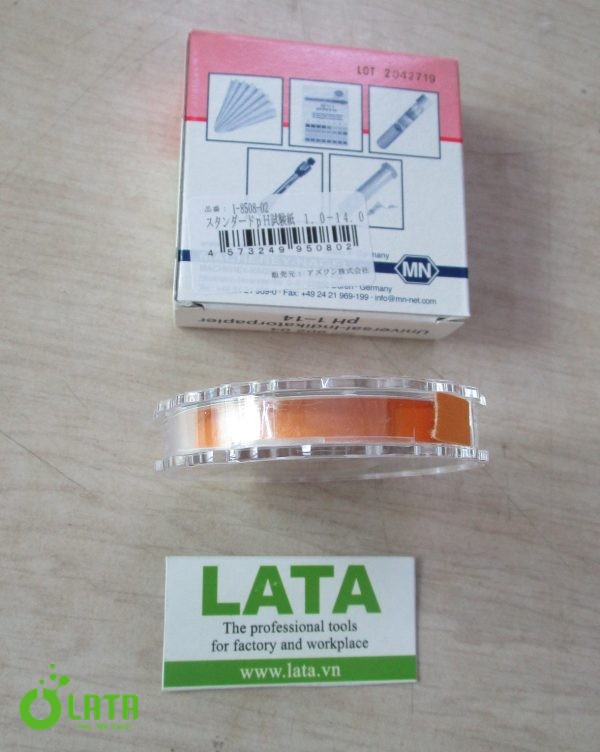 LOT 2042719
品番: 1-8508-02
スタンダードpH試験紙 1.0-14.0
4 573249 950802
販売元: アズワン株式会社
MN
Germany
Fax: +49 24 21 969-199 · info@mn-net.com
Universal-Indikatorpapier
pH 1-14
LATA
The professional tools
for factory and workplace
www.lata.vn
LATA